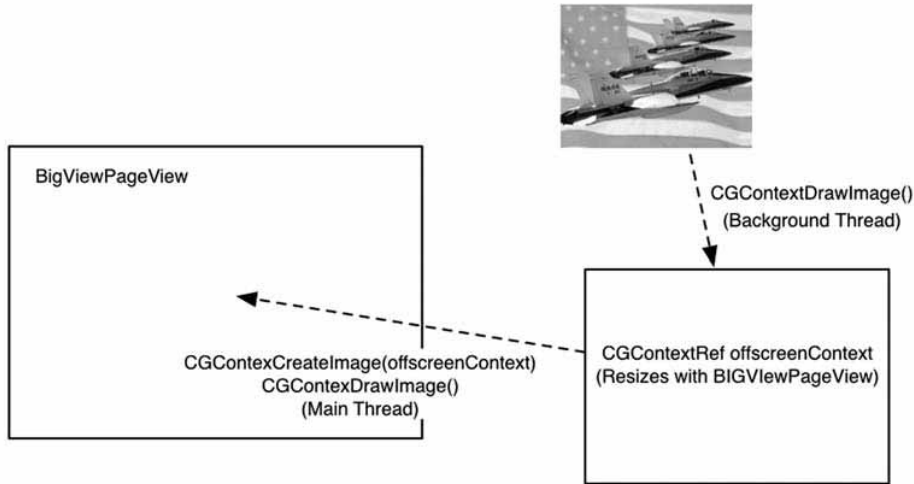 BigViewPageView
CGContextDrawImage()
(Background Thread)
CGContexCreateImage(offscreenContext)
CGContexDrawImage()
(Main Thread)
CGContextRef offscreenContext
(Resizes with BIGVIewPageView)